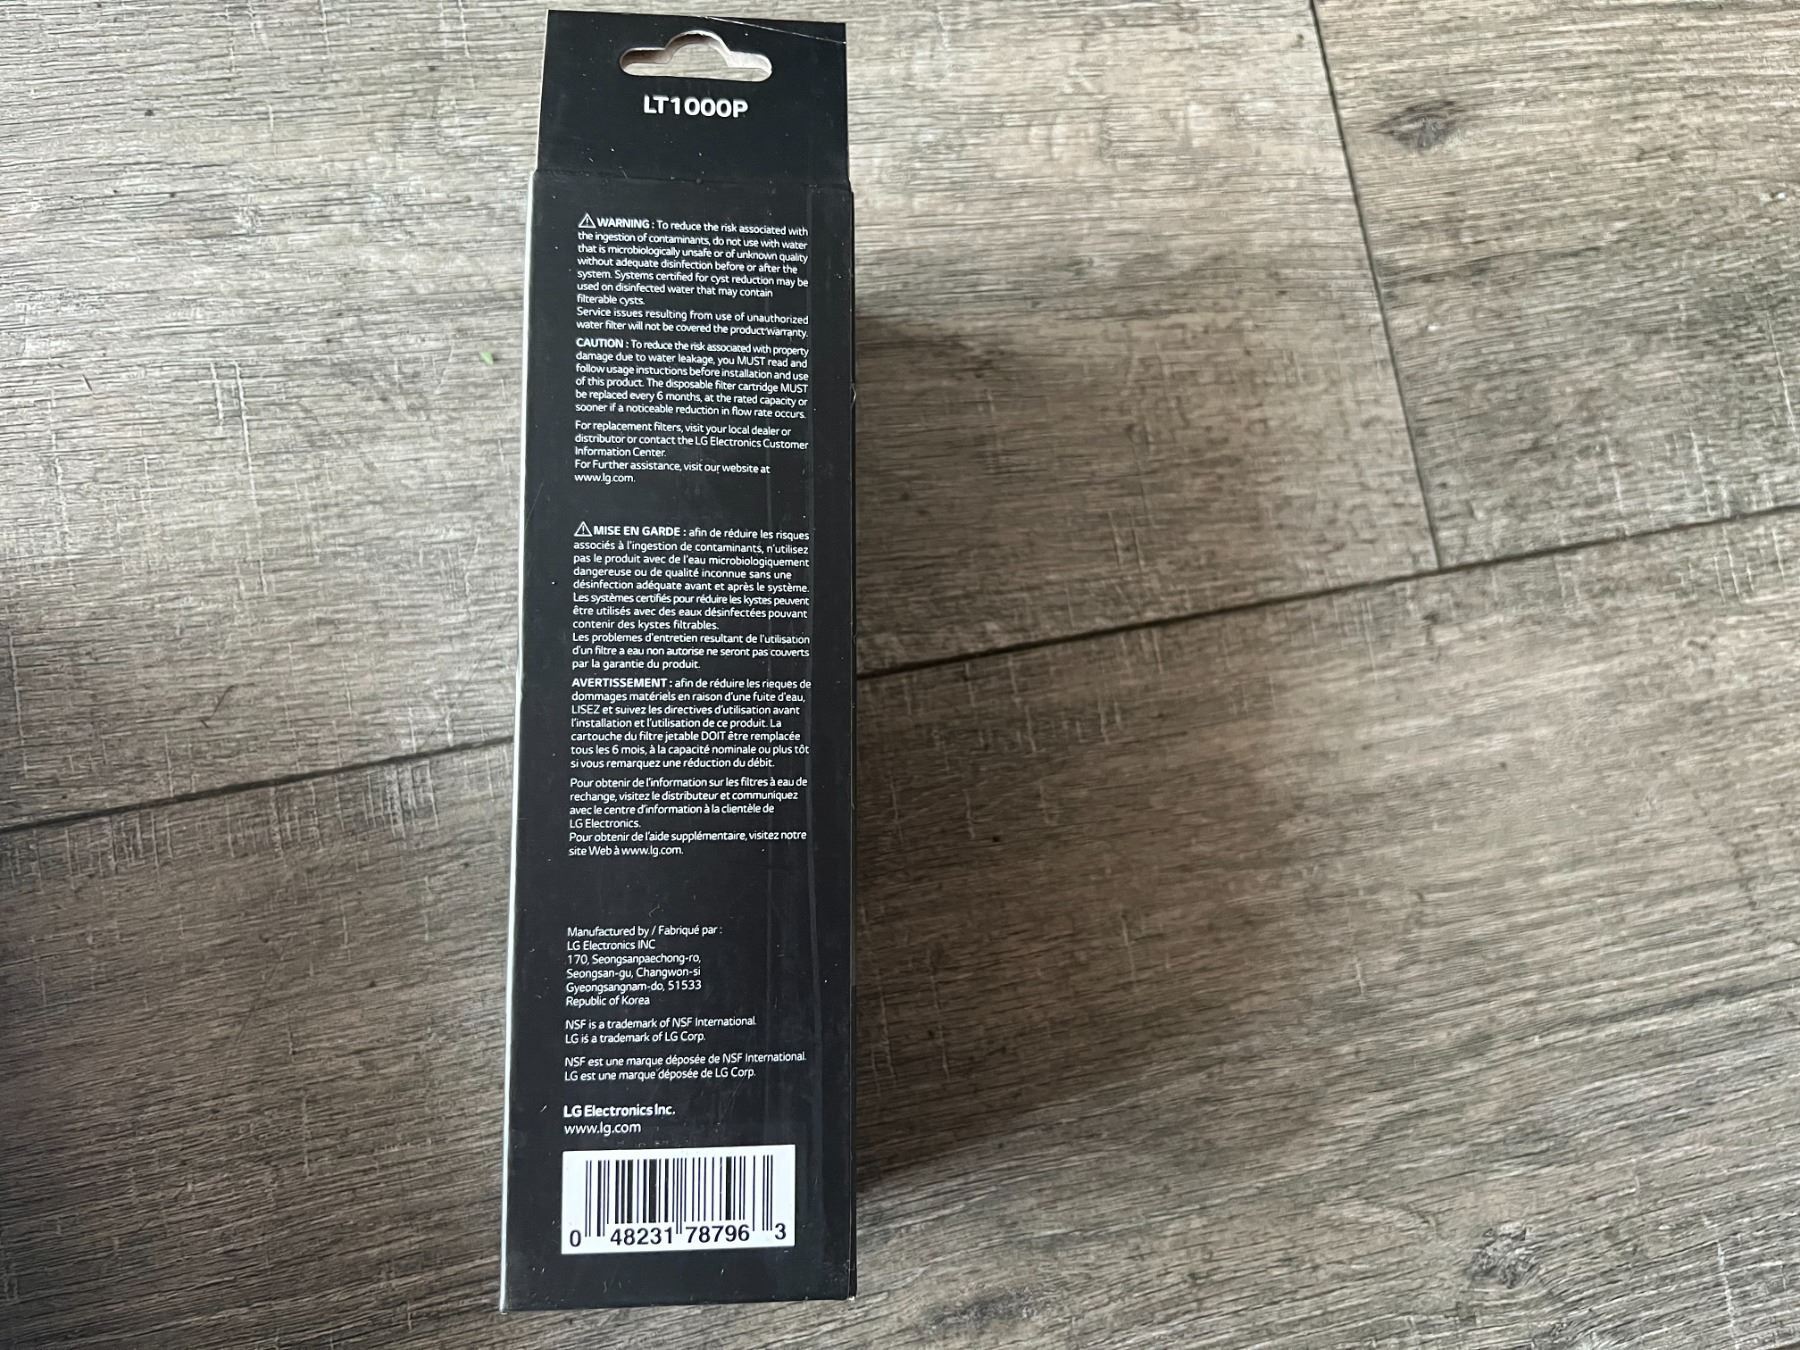 LT1000P
⚠ WARNING : To reduce the risk associated with
the ingestion of contaminants, do not use with water
that is microbiologically unsafe or of unknown quality
without adequate disinfection before or after the
system. Systems certified for cyst reduction may be
used on disinfected water that may contain
filterable cysts.
Service issues resulting from use of unauthorized
water filter will not be covered the product warranty.
CAUTION : To reduce the risk associated with property
damage due to water leakage, you MUST read and
follow usage instuctions before installation and use
of this product. The disposable filter cartridge MUST
be replaced every 6 months, at the rated capacity or
sooner if a noticeable reduction in flow rate occurs.
For replacement filters, visit your local dealer or
distributor or contact the LG Electronics Customer
Information Center.
For Further assistance, visit our website at
www.lg.com.
⚠ MISE EN GARDE : afin de réduire les risques
associés à l'ingestion de contaminants, n'utilisez
pas le produit avec de l'eau microbiologiquement
dangereuse ou de qualité inconnue sans une
désinfection adéquate avant et après le système.
Les systèmes certifiés pour réduire les kystes peuvent
être utilisés avec des eaux désinfectées pouvant
contenir des kystes filtrables.
Les problemes d'entretien resultant de l'utilisation
d'un filtre a eau non autorise ne seront pas couverts
par la garantie du produit.
AVERTISSEMENT : afin de réduire les rieques de
dommages matériels en raison d'une fuite d'eau,
LISEZ et suivez les directives d'utilisation avant
l'installation et l'utilisation de ce produit. La
cartouche du filtre jetable DOIT être remplacée
tous les 6 mois, à la capacité nominale ou plus tôt
si vous remarquez une réduction du débit.
Pour obtenir de l'information sur les filtres à eau de
rechange, visitez le distributeur et communiquez
avec le centre d'information à la clientèle de
LG Electronics.
Pour obtenir de l'aide supplémentaire, visitez notre
site Web à www.lg.com.
Manufactured by / Fabriqué par :
LG Electronics INC
170, Seongsanpaechong-ro,
Seongsan-gu, Changwon-si
Gyeongsangnam-do, 51533
Republic of Korea
NSF is a trademark of NSF International.
LG is a trademark of LG Corp.
NSF est une marque déposée de NSF International.
LG est une marque déposée de LG Corp.
LG Electronics Inc.
www.lg.com
0 48231 78796 3